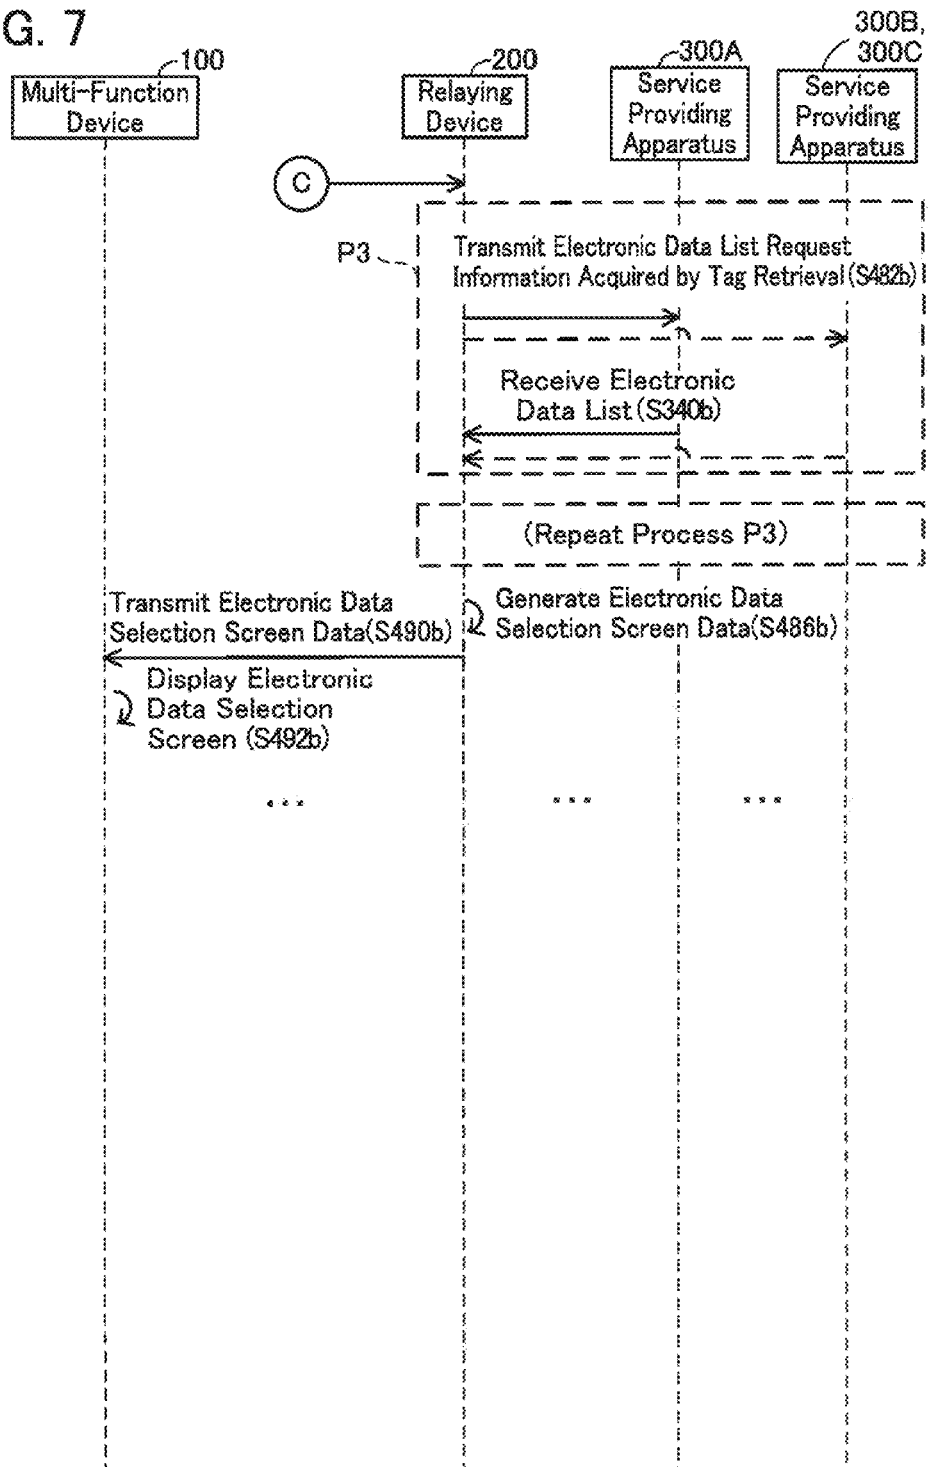 G. 7
100
Multi-Function
Device
200
Relaying
Device
300A
Service
Providing
Apparatus
300B,
300C
Service
Providing
Apparatus
C
P3
Transmit Electronic Data List Request
Information Acquired by Tag Retrieval(S482b)
Receive Electronic
Data List(S340b)
(Repeat Process P3)
Transmit Electronic Data
Selection Screen Data(S490b)
Generate Electronic Data
Selection Screen Data(S486b)
Display Electronic
Data Selection
Screen (S492b)
... ... ...